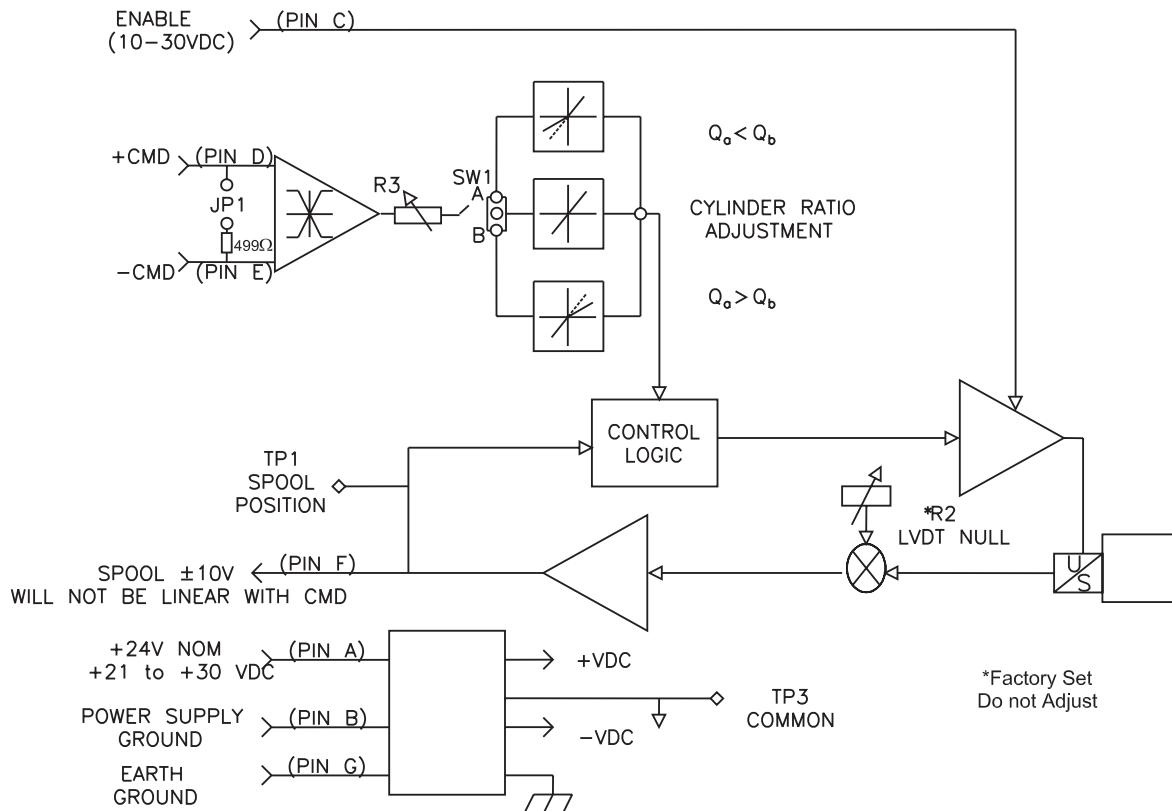 ENABLE (PIN C)
(10-30VDC)
Qa < Qb
+CMD (PIN D)
R3
SW1
A
JP1
B
CYLINDER RATIO
ADJUSTMENT
499Ω
-CMD (PIN E)
Qa > Qb
CONTROL
LOGIC
TP1
SPOOL
POSITION
*R2
LVDT NULL
SPOOL ±10V (PIN F)
WILL NOT BE LINEAR WITH CMD
U
S
+24V NOM (PIN A)
+21 to +30 VDC
+VDC
*Factory Set
Do not Adjust
TP3
COMMON
POWER SUPPLY (PIN B)
GROUND
-VDC
EARTH (PIN G)
GROUND